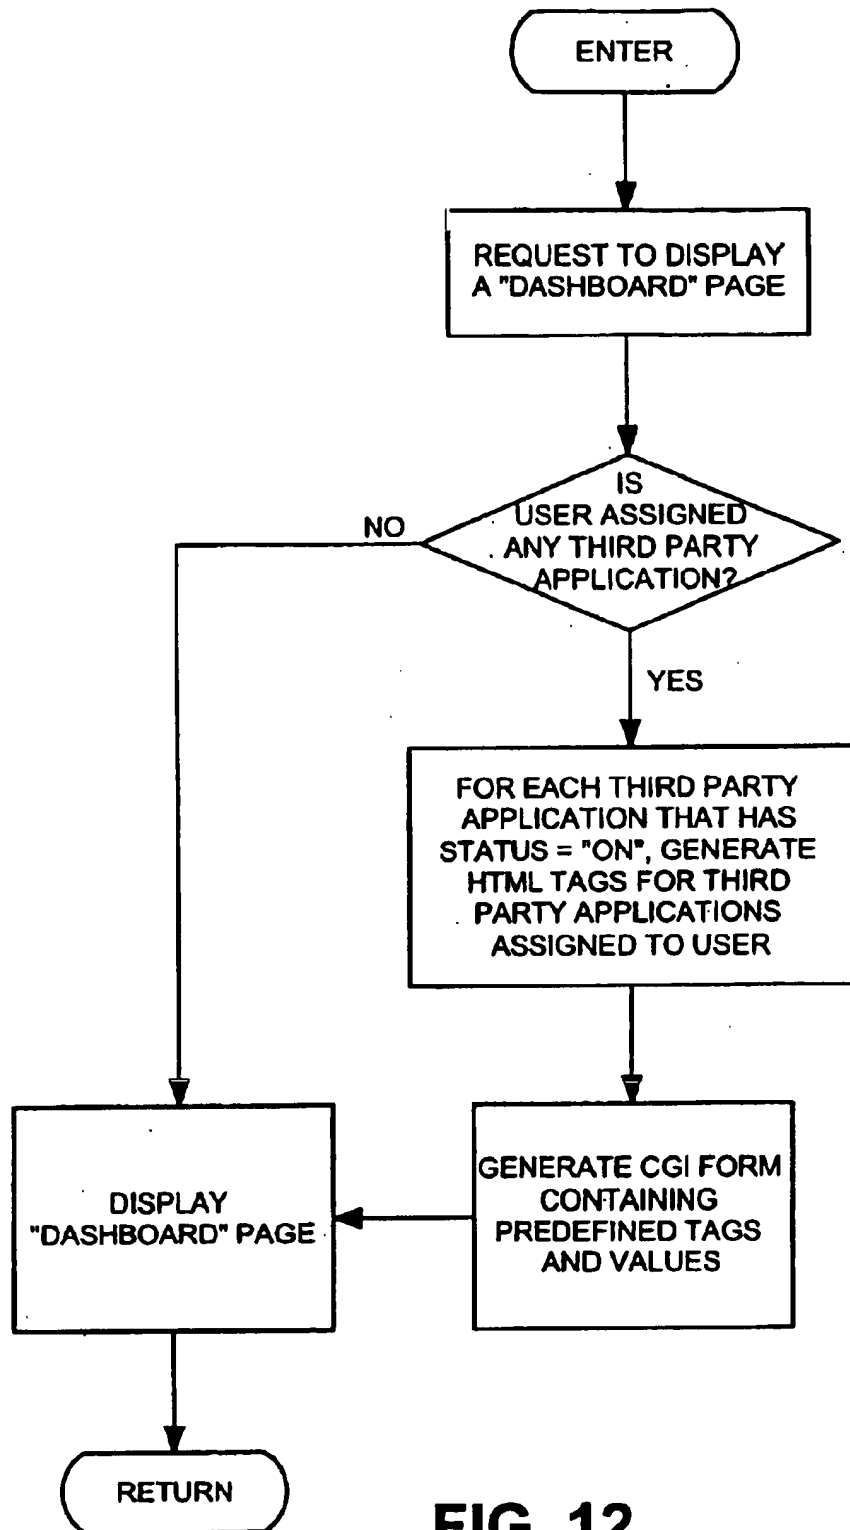 ENTER
REQUEST TO DISPLAY
A "DASHBOARD" PAGE
IS
USER ASSIGNED
ANY THIRD PARTY
APPLICATION?
NO
YES
FOR EACH THIRD PARTY
APPLICATION THAT HAS
STATUS = "ON", GENERATE
HTML TAGS FOR THIRD
PARTY APPLICATIONS
ASSIGNED TO USER
GENERATE CGI FORM
CONTAINING
PREDEFINED TAGS
AND VALUES
DISPLAY
"DASHBOARD" PAGE
RETURN
FIG. 12